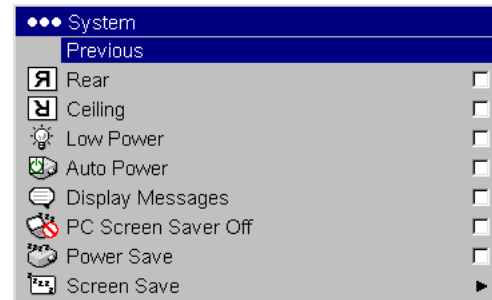 ••• System
Previous
Rear
Ceiling
Low Power
Auto Power
Display Messages
PC Screen Saver Off
Power Save
Screen Save